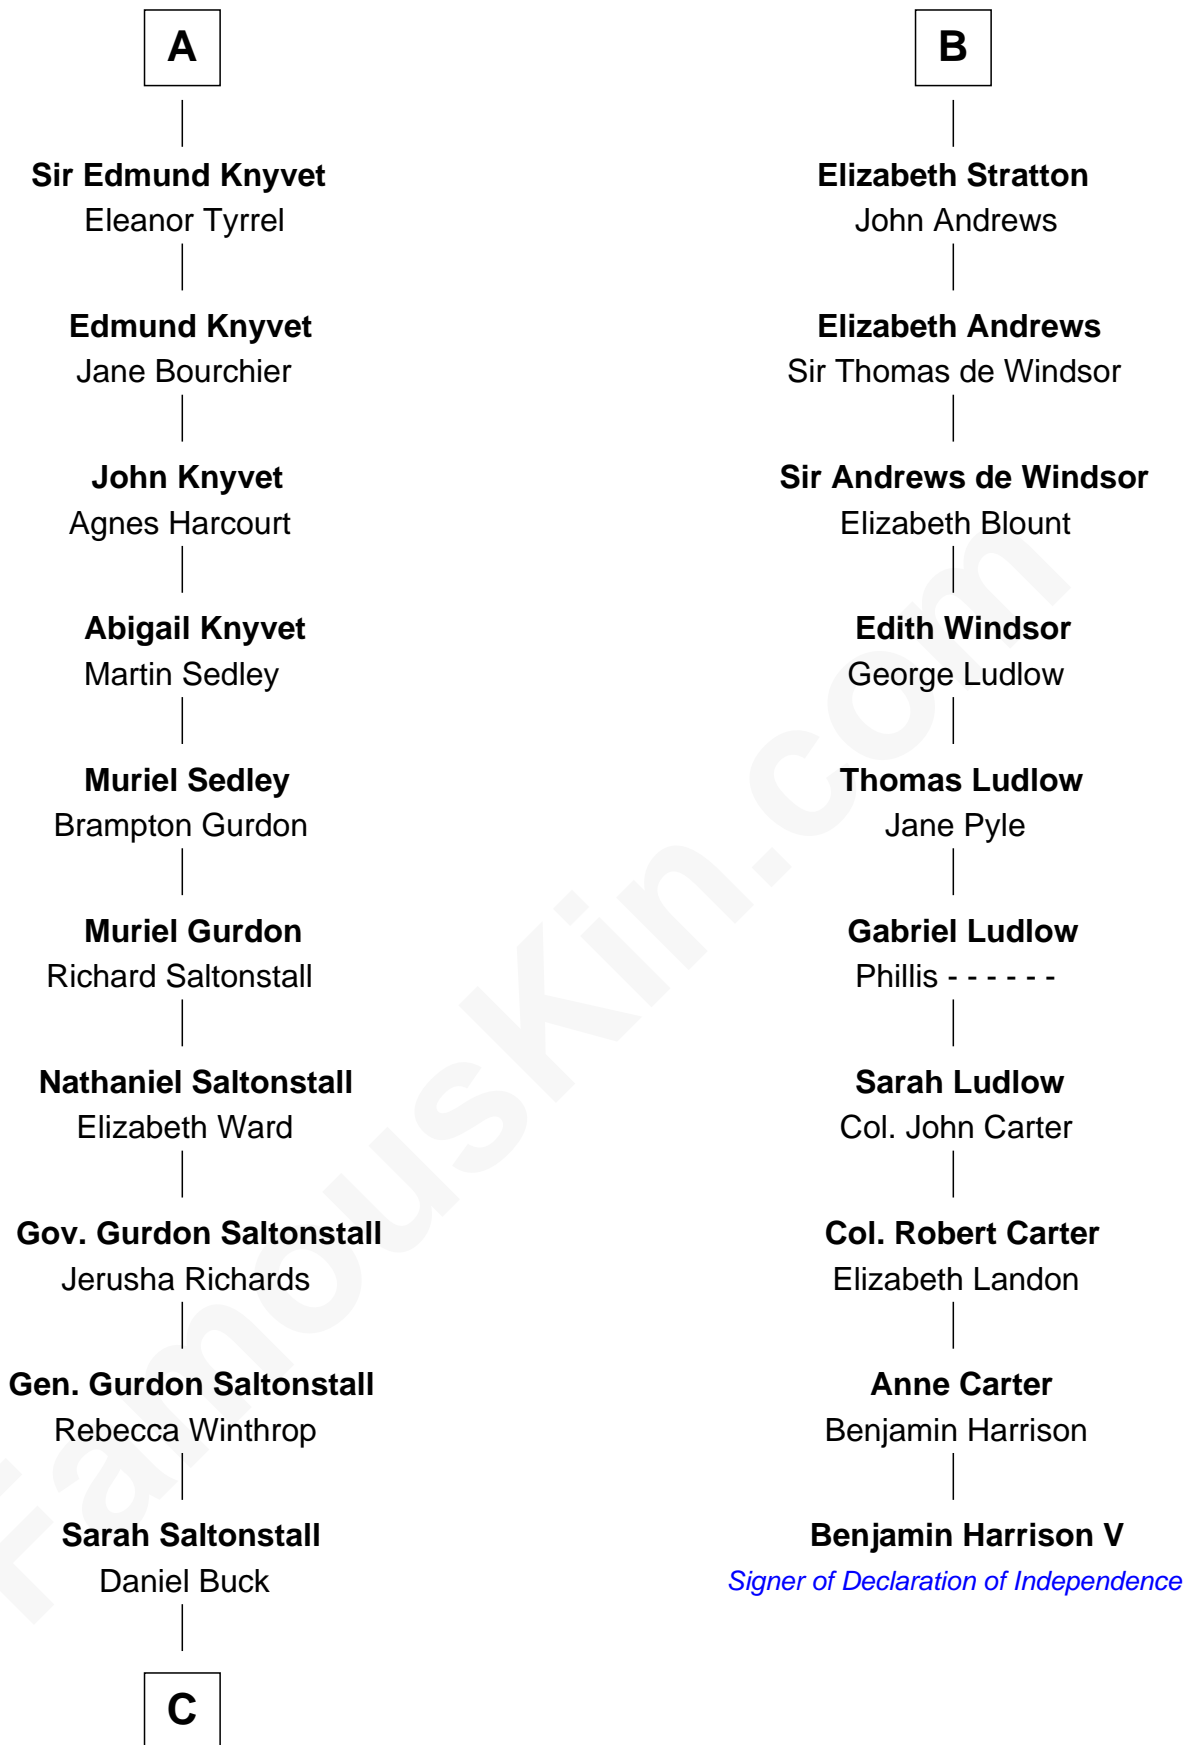 A
Sir Edmund Knyvet
Eleanor Tyrrel
Edmund Knyvet
Jane Bourchier
John Knyvet
Agnes Harcourt
Abigail Knyvet
Martin Sedley
Muriel Sedley
Brampton Gurdon
Muriel Gurdon
Richard Saltonstall
Nathaniel Saltonstall
Elizabeth Ward
Gov. Gurdon Saltonstall
Jerusha Richards
Gen. Gurdon Saltonstall
Rebecca Winthrop
Sarah Saltonstall
Daniel Buck
C
B
Elizabeth Stratton
John Andrews
Elizabeth Andrews
Sir Thomas de Windsor
Sir Andrews de Windsor
Elizabeth Blount
Edith Windsor
George Ludlow
Thomas Ludlow
Jane Pyle
Gabriel Ludlow
Phillis - - - - - -
Sarah Ludlow
Col. John Carter
Col. Robert Carter
Elizabeth Landon
Anne Carter
Benjamin Harrison
Benjamin Harrison V
Signer of Declaration of Independence
FamousKin.com